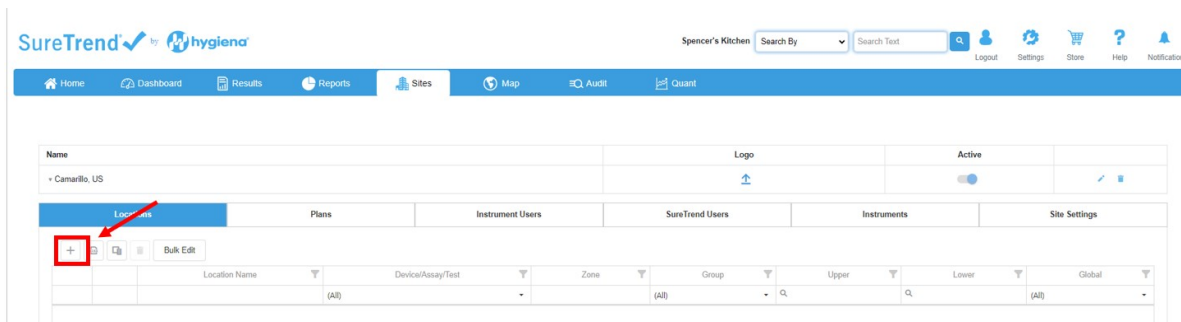 SureTrend by hygiena
Spencer's Kitchen Search By Search Text
Logout Settings Store Help Notification
Home Dashboard Results Reports Sites Map Audit Quant
Name Logo Active
Camarillo, US
Locations Plans Instrument Users SureTrend Users Instruments Site Settings
Bulk Edit
Location Name Device/Assay/Test Zone Group Upper Lower Global
(All) (All) (All)